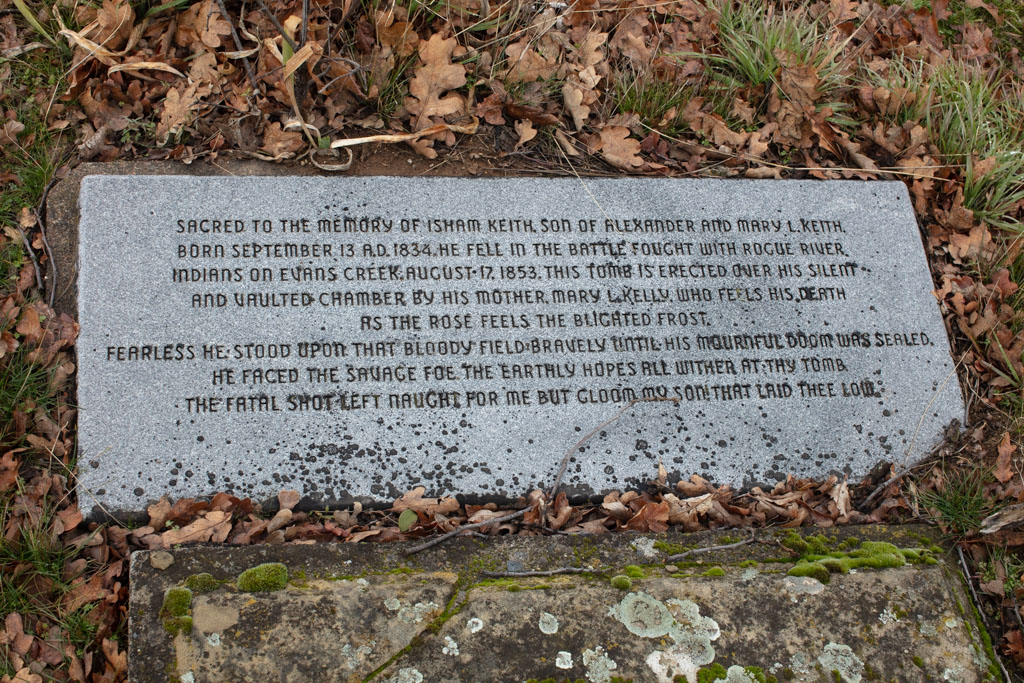 SACRED TO THE MEMORY OF ISHAM KEITH, SON OF ALEXANDER AND MARY L. KEITH,
BORN SEPTEMBER, 13 A.D. 1834. HE FELL IN THE BATTLE FOUGHT WITH ROGUE RIVER,
INDIANS ON EVANS CREEK, AUGUST 17, 1853. THIS TOMB IS ERECTED OVER HIS SILENT
AND VAULTED CHAMBER BY HIS MOTHER, MARY L. KELLY, WHO FEELS HIS DEATH
AS THE ROSE FEELS THE BLIGHTED FROST.
FEARLESS HE STOOD UPON THAT BLOODY FIELD BRAVELY UNTIL HIS MOURNFUL DOOM WAS SEALED.
HE FACED THE SAVAGE FOE THE EARTHLY HOPES ALL WITHER AT THY TOMB
THE FATAL SHOT LEFT NAUGHT FOR ME BUT GLOOM MY SON THAT LAID THEE LOW.